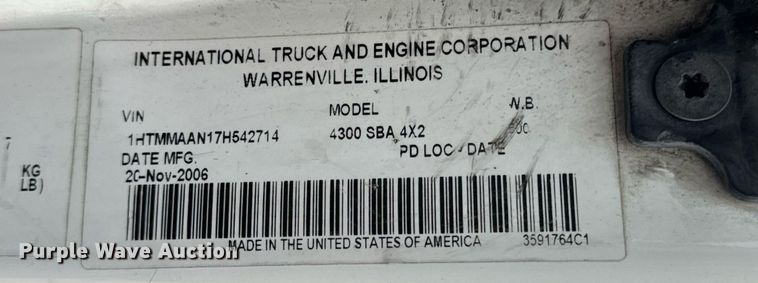 INTERNATIONAL TRUCK AND ENGINE CORPORATION
WARRENVILLE, ILLINOIS
VIN MODEL W.B.
1HTMMAAN17H542714 4300 SBA 4X2
DATE MFG. PD LOC - DATE
20-Nov-2006
KG
LB)
MADE IN THE UNITED STATES OF AMERICA 3591764C1
Purple Wave Auction